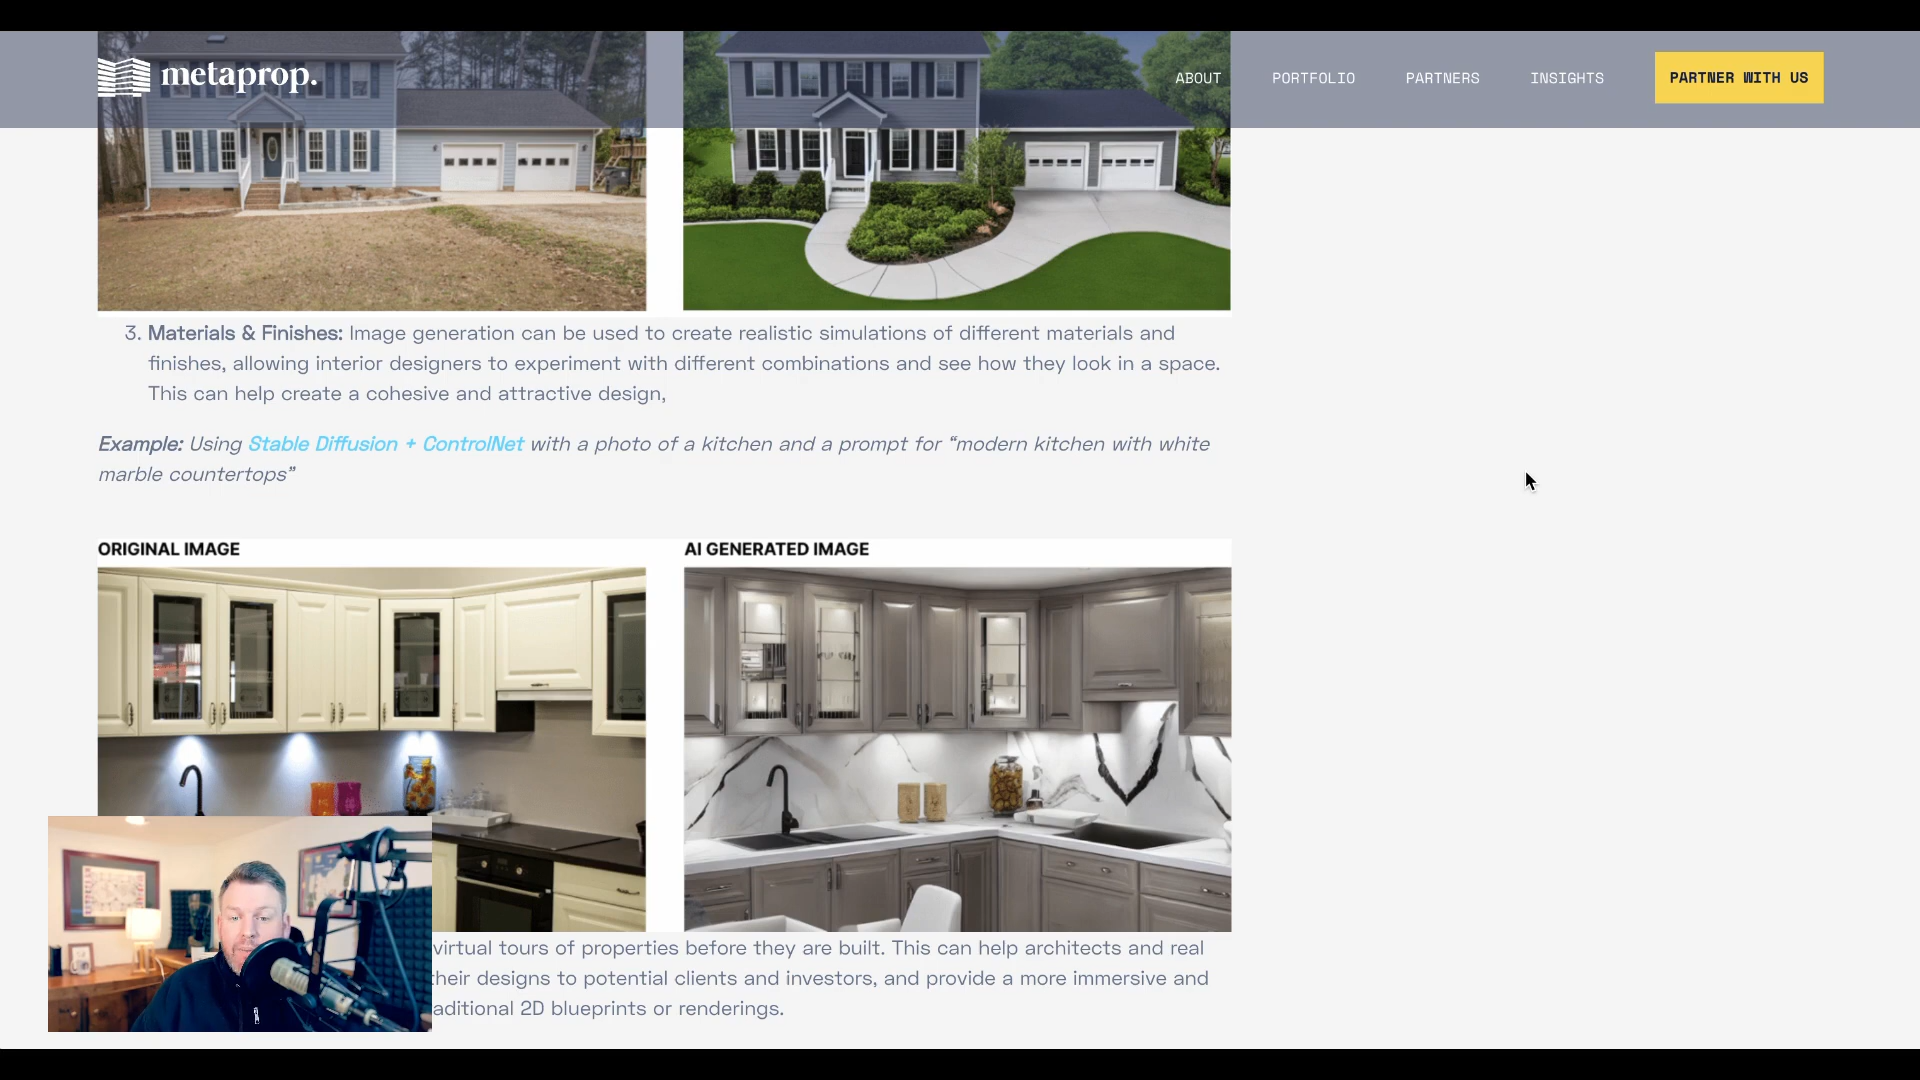 metaprop.
ABOUT
PORTFOLIO
PARTNERS
INSIGHTS
PARTNER WITH US
3. Materials & Finishes: Image generation can be used to create realistic simulations of different materials and
finishes, allowing interior designers to experiment with different combinations and see how they look in a space.
This can help create a cohesive and attractive design,
Example: Using Stable Diffusion + ControlNet with a photo of a kitchen and a prompt for “modern kitchen with white
marble countertops”
ORIGINAL IMAGE
AI GENERATED IMAGE
virtual tours of properties before they are built. This can help architects and real
their designs to potential clients and investors, and provide a more immersive and
aditional 2D blueprints or renderings.